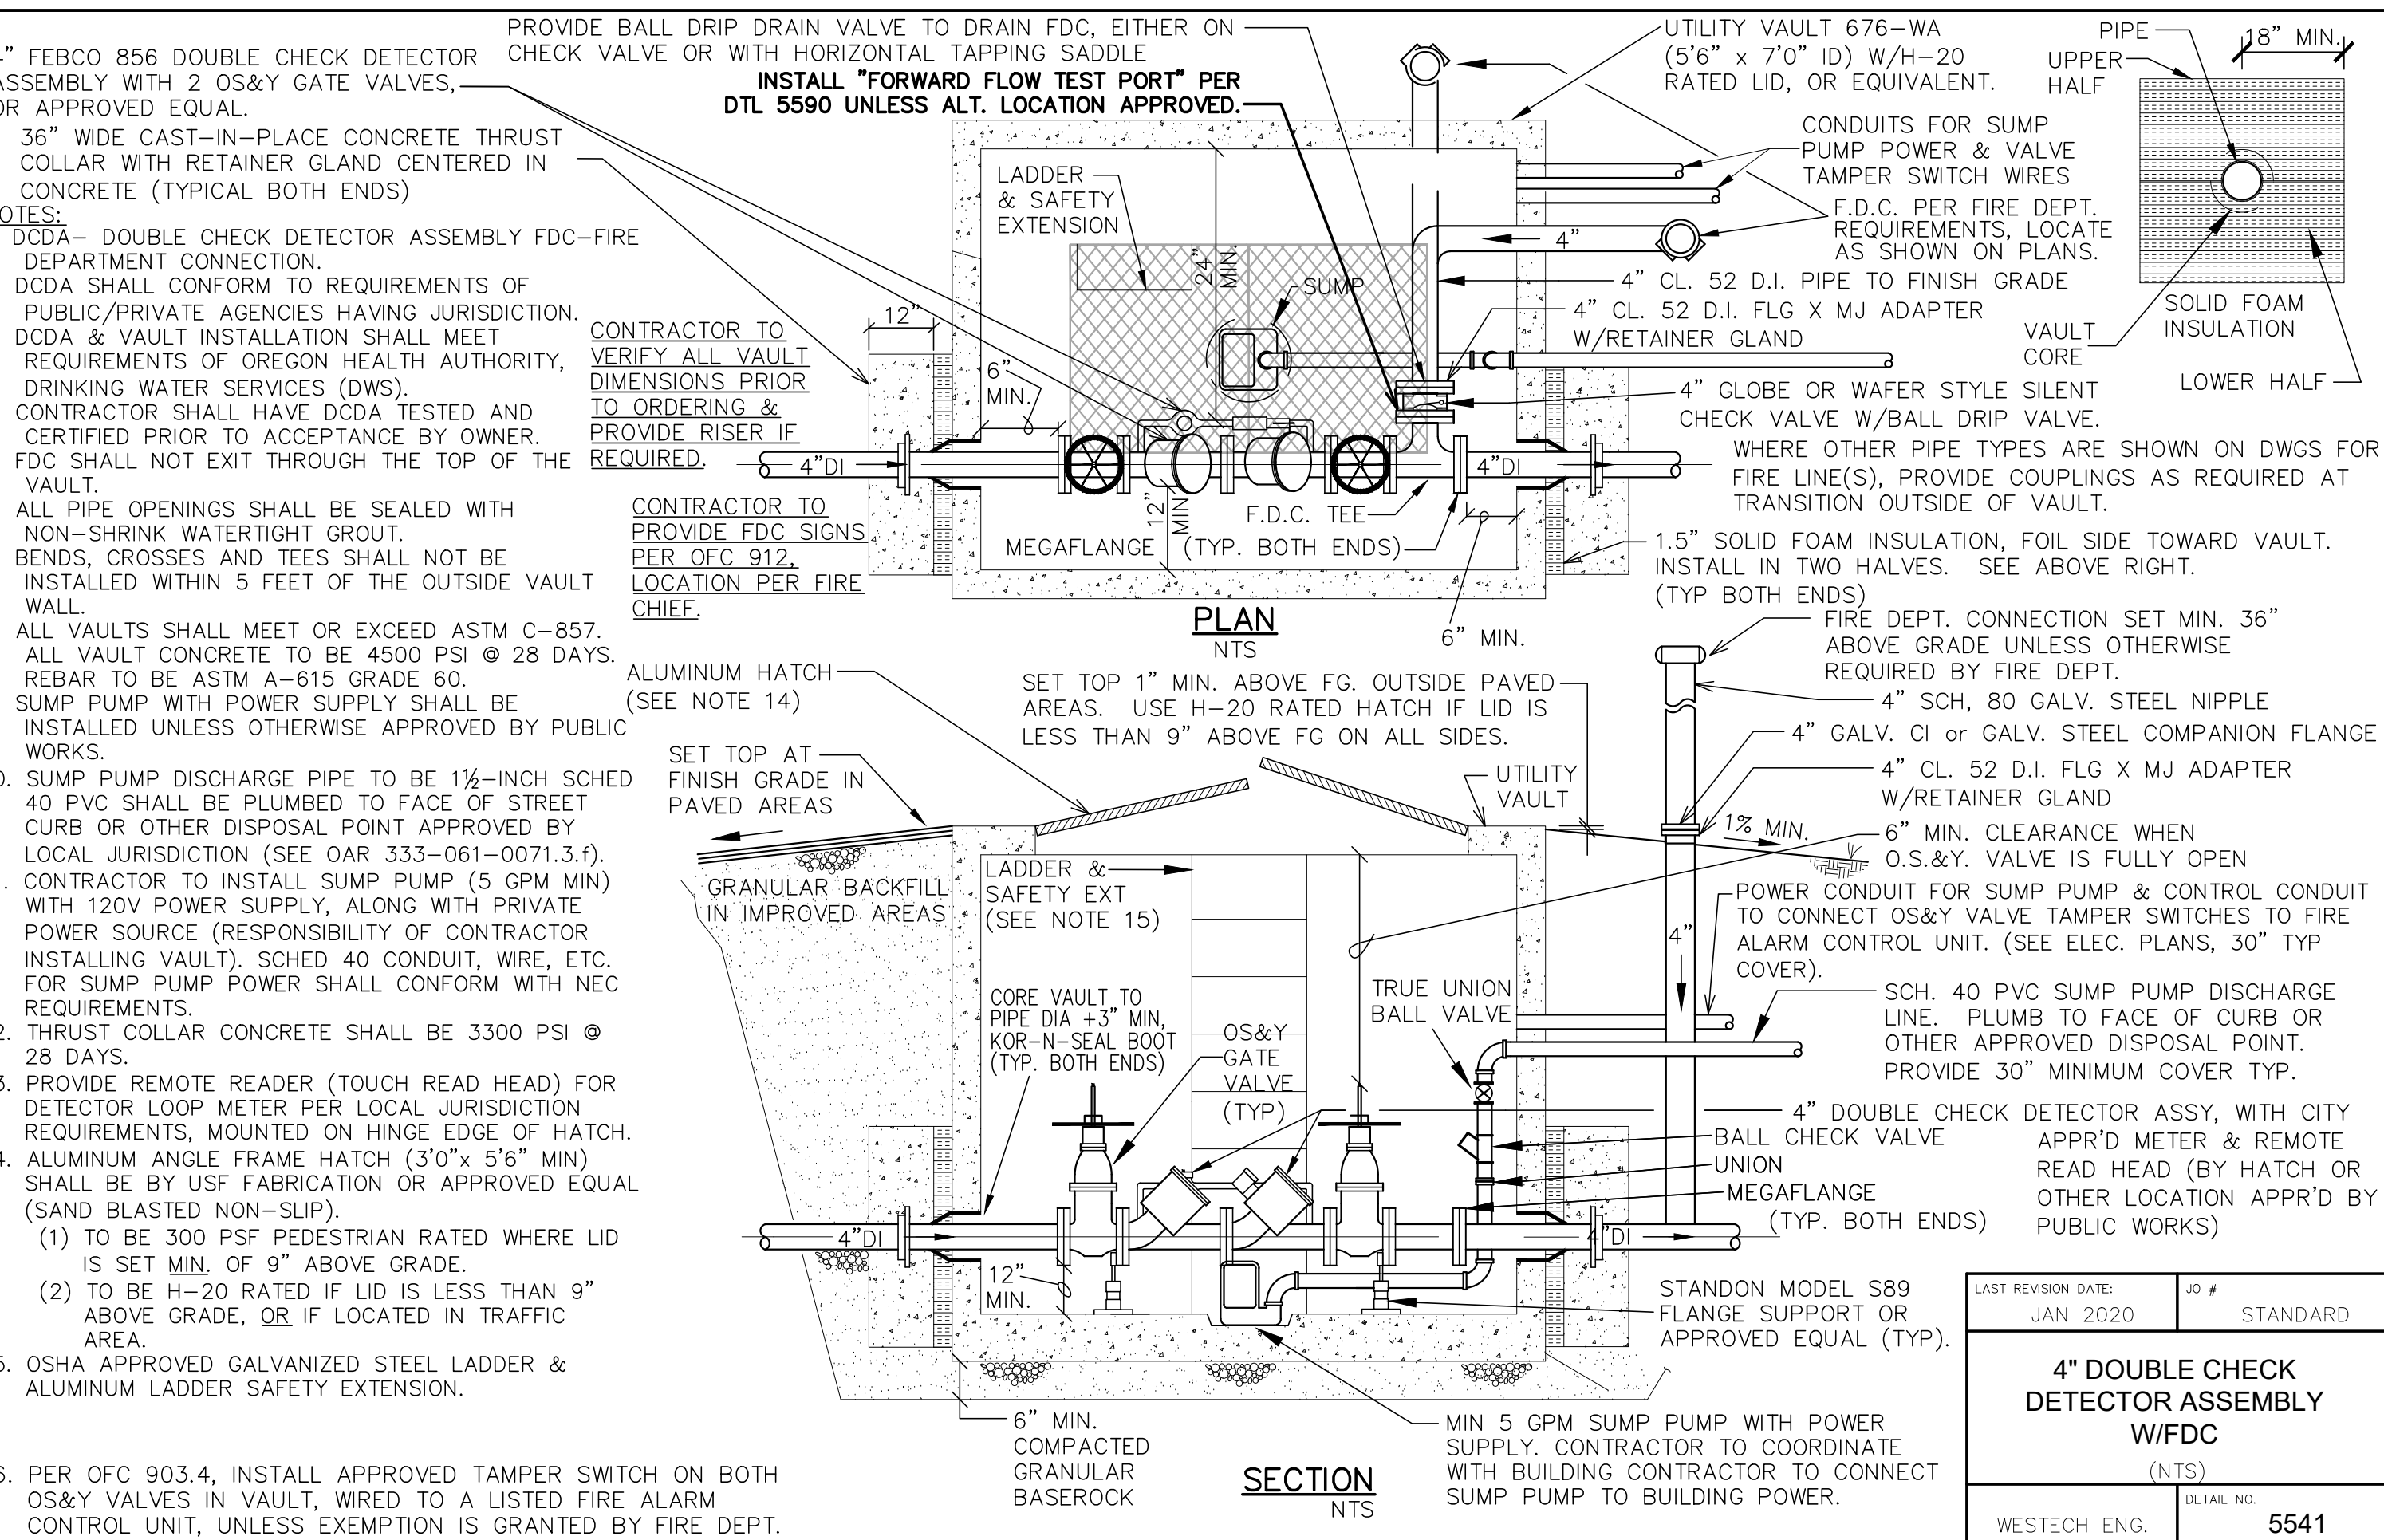 4" FEBCO 856 DOUBLE CHECK DETECTOR
ASSEMBLY WITH 2 OS&Y GATE VALVES,
OR APPROVED EQUAL.
36" WIDE CAST-IN-PLACE CONCRETE THRUST
COLLAR WITH RETAINER GLAND CENTERED IN
CONCRETE (TYPICAL BOTH ENDS)
NOTES:
DCDA- DOUBLE CHECK DETECTOR ASSEMBLY FDC-FIRE
DEPARTMENT CONNECTION.
DCDA SHALL CONFORM TO REQUIREMENTS OF
PUBLIC/PRIVATE AGENCIES HAVING JURISDICTION.
DCDA & VAULT INSTALLATION SHALL MEET
REQUIREMENTS OF OREGON HEALTH AUTHORITY,
DRINKING WATER SERVICES (DWS).
CONTRACTOR SHALL HAVE DCDA TESTED AND
CERTIFIED PRIOR TO ACCEPTANCE BY OWNER.
FDC SHALL NOT EXIT THROUGH THE TOP OF THE
VAULT.
ALL PIPE OPENINGS SHALL BE SEALED WITH
NON-SHRINK WATERTIGHT GROUT.
BENDS, CROSSES AND TEES SHALL NOT BE
INSTALLED WITHIN 5 FEET OF THE OUTSIDE VAULT
WALL.
ALL VAULTS SHALL MEET OR EXCEED ASTM C-857.
ALL VAULT CONCRETE TO BE 4500 PSI @ 28 DAYS.
REBAR TO BE ASTM A-615 GRADE 60.
SUMP PUMP WITH POWER SUPPLY SHALL BE
INSTALLED UNLESS OTHERWISE APPROVED BY PUBLIC
WORKS.
0. SUMP PUMP DISCHARGE PIPE TO BE 1½-INCH SCHED
40 PVC SHALL BE PLUMBED TO FACE OF STREET
CURB OR OTHER DISPOSAL POINT APPROVED BY
LOCAL JURISDICTION (SEE OAR 333-061-0071.3.f).
. CONTRACTOR TO INSTALL SUMP PUMP (5 GPM MIN)
WITH 120V POWER SUPPLY, ALONG WITH PRIVATE
POWER SOURCE (RESPONSIBILITY OF CONTRACTOR
INSTALLING VAULT). SCHED 40 CONDUIT, WIRE, ETC.
FOR SUMP PUMP POWER SHALL CONFORM WITH NEC
REQUIREMENTS.
2. THRUST COLLAR CONCRETE SHALL BE 3300 PSI @
28 DAYS.
3. PROVIDE REMOTE READER (TOUCH READ HEAD) FOR
DETECTOR LOOP METER PER LOCAL JURISDICTION
REQUIREMENTS, MOUNTED ON HINGE EDGE OF HATCH.
4. ALUMINUM ANGLE FRAME HATCH (3'0"x 5'6" MIN)
SHALL BE BY USF FABRICATION OR APPROVED EQUAL
(SAND BLASTED NON-SLIP).
(1) TO BE 300 PSF PEDESTRIAN RATED WHERE LID
IS SET MIN. OF 9" ABOVE GRADE.
(2) TO BE H-20 RATED IF LID IS LESS THAN 9"
ABOVE GRADE, OR IF LOCATED IN TRAFFIC
AREA.
5. OSHA APPROVED GALVANIZED STEEL LADDER &
ALUMINUM LADDER SAFETY EXTENSION.
6. PER OFC 903.4, INSTALL APPROVED TAMPER SWITCH ON BOTH
OS&Y VALVES IN VAULT, WIRED TO A LISTED FIRE ALARM
CONTROL UNIT, UNLESS EXEMPTION IS GRANTED BY FIRE DEPT.
PROVIDE BALL DRIP DRAIN VALVE TO DRAIN FDC, EITHER ON
CHECK VALVE OR WITH HORIZONTAL TAPPING SADDLE
INSTALL "FORWARD FLOW TEST PORT" PER
DTL 5590 UNLESS ALT. LOCATION APPROVED.
UTILITY VAULT 676-WA
(5'6" x 7'0" ID) W/H-20
RATED LID, OR EQUIVALENT.
PIPE
18" MIN.
UPPER
HALF
VAULT
CORE
SOLID FOAM
INSULATION
LOWER HALF
CONDUITS FOR SUMP
PUMP POWER & VALVE
TAMPER SWITCH WIRES
F.D.C. PER FIRE DEPT.
REQUIREMENTS, LOCATE
AS SHOWN ON PLANS.
LADDER
& SAFETY
EXTENSION
24"
MIN.
4"
SUMP
4" CL. 52 D.I. PIPE TO FINISH GRADE
4" CL. 52 D.I. FLG X MJ ADAPTER
W/RETAINER GLAND
4" GLOBE OR WAFER STYLE SILENT
CHECK VALVE W/BALL DRIP VALVE.
WHERE OTHER PIPE TYPES ARE SHOWN ON DWGS FOR
FIRE LINE(S), PROVIDE COUPLINGS AS REQUIRED AT
TRANSITION OUTSIDE OF VAULT.
1.5" SOLID FOAM INSULATION, FOIL SIDE TOWARD VAULT.
INSTALL IN TWO HALVES. SEE ABOVE RIGHT.
(TYP BOTH ENDS)
12"
6"
MIN.
CONTRACTOR TO
VERIFY ALL VAULT
DIMENSIONS PRIOR
TO ORDERING &
PROVIDE RISER IF
REQUIRED.
CONTRACTOR TO
PROVIDE FDC SIGNS
PER OFC 912,
LOCATION PER FIRE
CHIEF.
4"DI
4"DI
12"
MIN
F.D.C. TEE
MEGAFLANGE (TYP. BOTH ENDS)
6" MIN.
PLAN
NTS
ALUMINUM HATCH
(SEE NOTE 14)
SET TOP AT
FINISH GRADE IN
PAVED AREAS
SET TOP 1" MIN. ABOVE FG. OUTSIDE PAVED
AREAS. USE H-20 RATED HATCH IF LID IS
LESS THAN 9" ABOVE FG ON ALL SIDES.
UTILITY
VAULT
FIRE DEPT. CONNECTION SET MIN. 36"
ABOVE GRADE UNLESS OTHERWISE
REQUIRED BY FIRE DEPT.
4" SCH, 80 GALV. STEEL NIPPLE
4" GALV. CI or GALV. STEEL COMPANION FLANGE
4" CL. 52 D.I. FLG X MJ ADAPTER
W/RETAINER GLAND
1% MIN.
6" MIN. CLEARANCE WHEN
O.S.&Y. VALVE IS FULLY OPEN
POWER CONDUIT FOR SUMP PUMP & CONTROL CONDUIT
TO CONNECT OS&Y VALVE TAMPER SWITCHES TO FIRE
ALARM CONTROL UNIT. (SEE ELEC. PLANS, 30" TYP
COVER).
SCH. 40 PVC SUMP PUMP DISCHARGE
LINE. PLUMB TO FACE OF CURB OR
OTHER APPROVED DISPOSAL POINT.
PROVIDE 30" MINIMUM COVER TYP.
4" DOUBLE CHECK DETECTOR ASSY, WITH CITY
APPR'D METER & REMOTE
READ HEAD (BY HATCH OR
OTHER LOCATION APPR'D BY
PUBLIC WORKS)
BALL CHECK VALVE
UNION
MEGAFLANGE
(TYP. BOTH ENDS)
GRANULAR BACKFILL
IN IMPROVED AREAS
LADDER &
SAFETY EXT
(SEE NOTE 15)
CORE VAULT TO
PIPE DIA +3" MIN,
KOR-N-SEAL BOOT
(TYP. BOTH ENDS)
OS&Y
GATE
VALVE
(TYP)
TRUE UNION
BALL VALVE
4"
4"DI
4"DI
12"
MIN.
STANDON MODEL S89
FLANGE SUPPORT OR
APPROVED EQUAL (TYP).
6" MIN.
COMPACTED
GRANULAR
BASEROCK
SECTION
NTS
MIN 5 GPM SUMP PUMP WITH POWER
SUPPLY. CONTRACTOR TO COORDINATE
WITH BUILDING CONTRACTOR TO CONNECT
SUMP PUMP TO BUILDING POWER.
LAST REVISION DATE:
JAN 2020
JO #
STANDARD
4" DOUBLE CHECK
DETECTOR ASSEMBLY
W/FDC
(NTS)
WESTECH ENG.
DETAIL NO.
5541